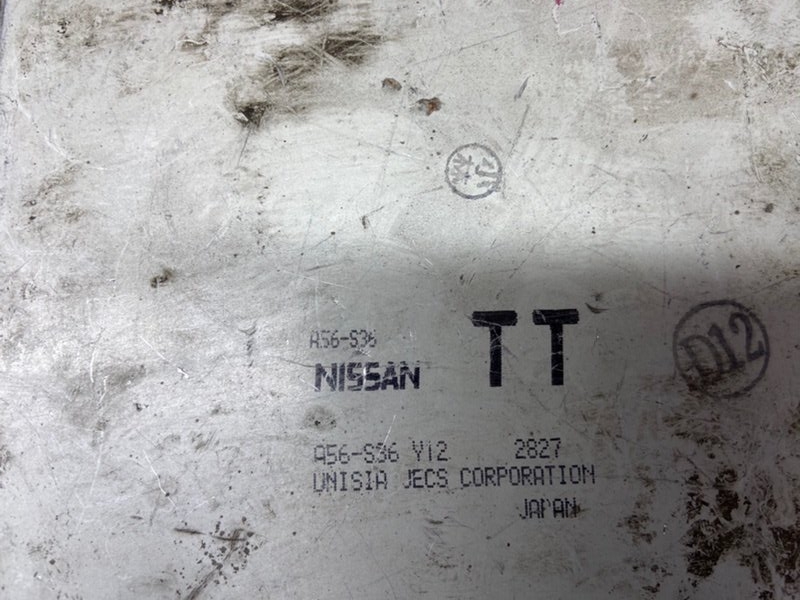 A56-S36
NISSAN
TT
D12
A56-S36 Y12 2827
UNISIA JECS CORPORATION
JAPAN